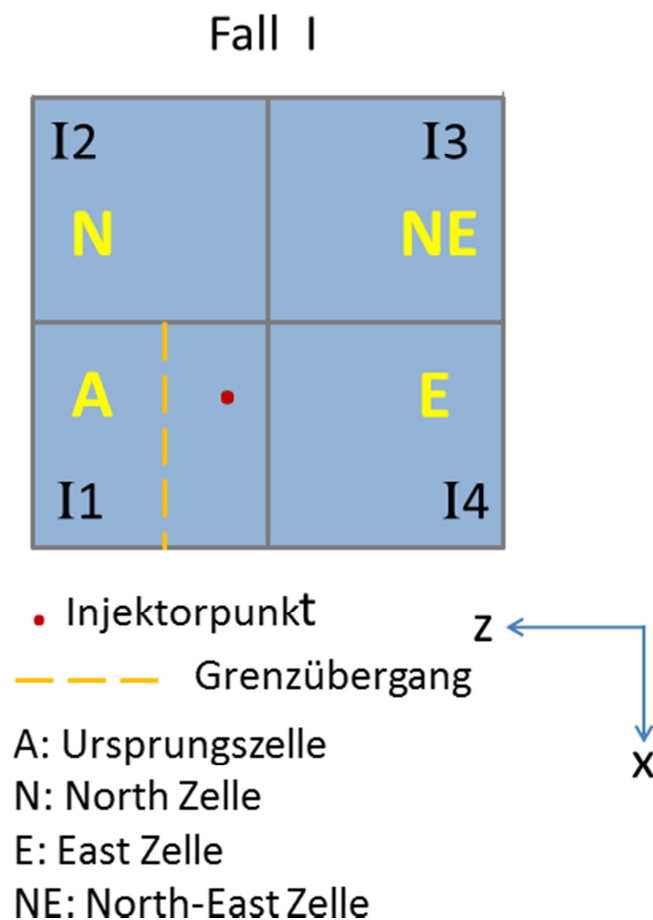 Fall I
I2 I3
N NE
A E
I1 I4
Injektorpunkt
z
Grenzübergang
A: Ursprungszelle
x
N: North Zelle
E: East Zelle
NE: North-East Zelle